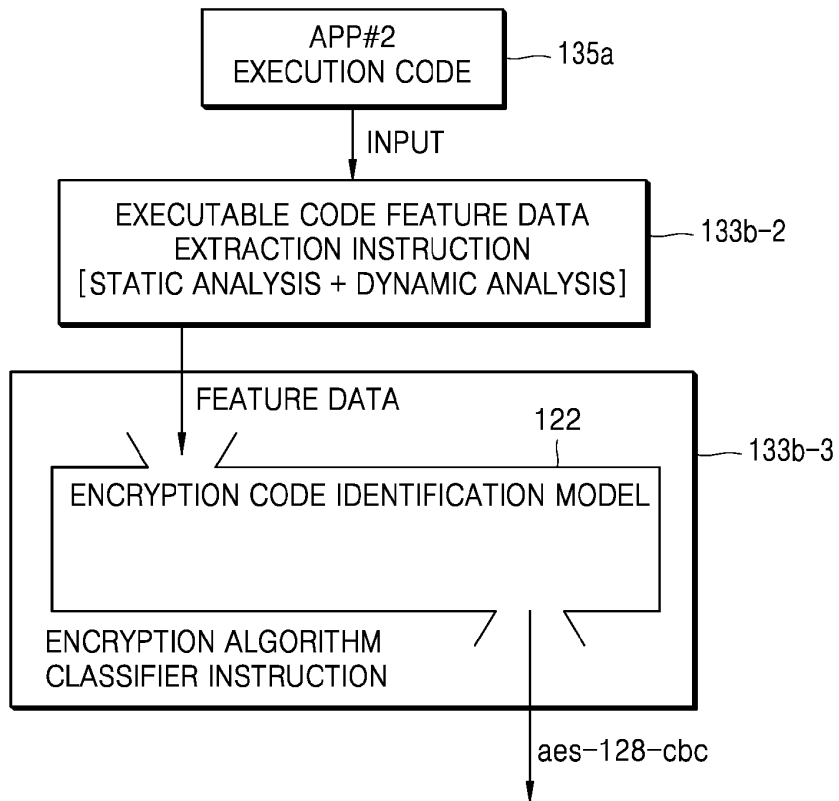 APP#2
EXECUTION CODE
135a
INPUT
EXECUTABLE CODE FEATURE DATA
EXTRACTION INSTRUCTION
[STATIC ANALYSIS + DYNAMIC ANALYSIS]
133b-2
FEATURE DATA
122
133b-3
ENCRYPTION CODE IDENTIFICATION MODEL
ENCRYPTION ALGORITHM
CLASSIFIER INSTRUCTION
aes-128-cbc